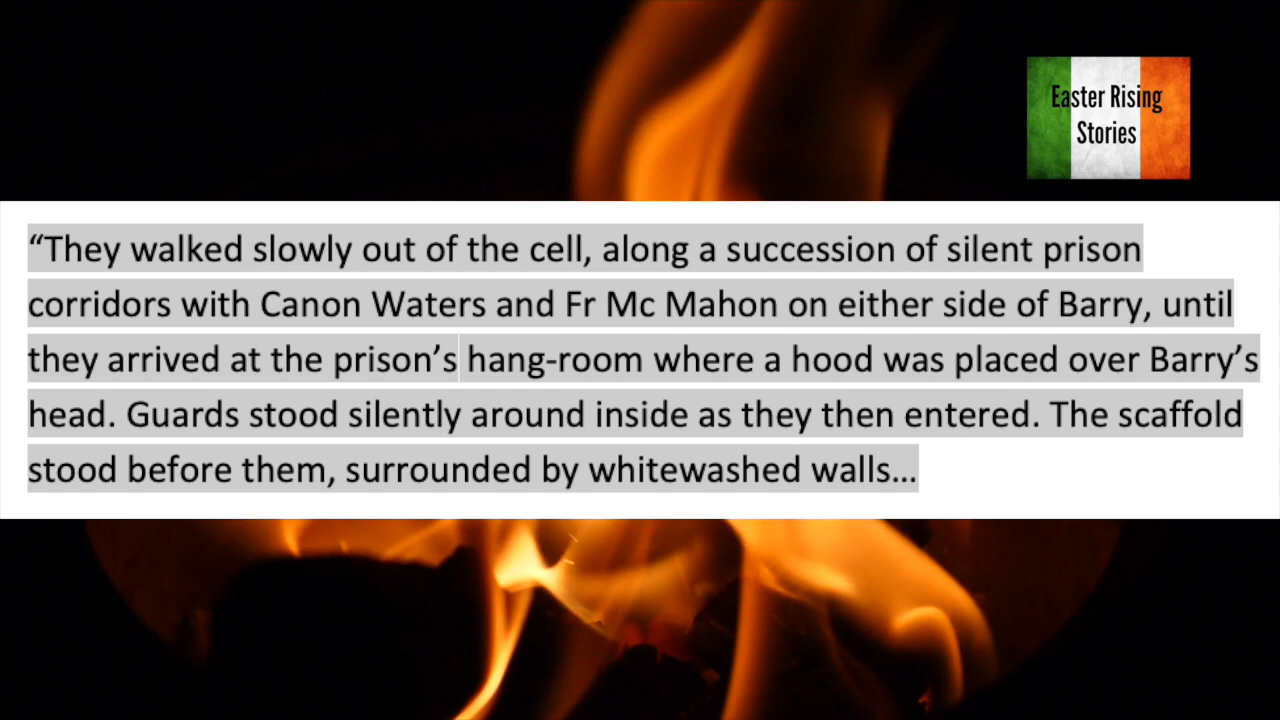 Easter Rising
Stories
“They walked slowly out of the cell, along a succession of silent prison
corridors with Canon Waters and Fr Mc Mahon on either side of Barry, until
they arrived at the prison’s hang-room where a hood was placed over Barry’s
head. Guards stood silently around inside as they then entered. The scaffold
stood before them, surrounded by whitewashed walls…